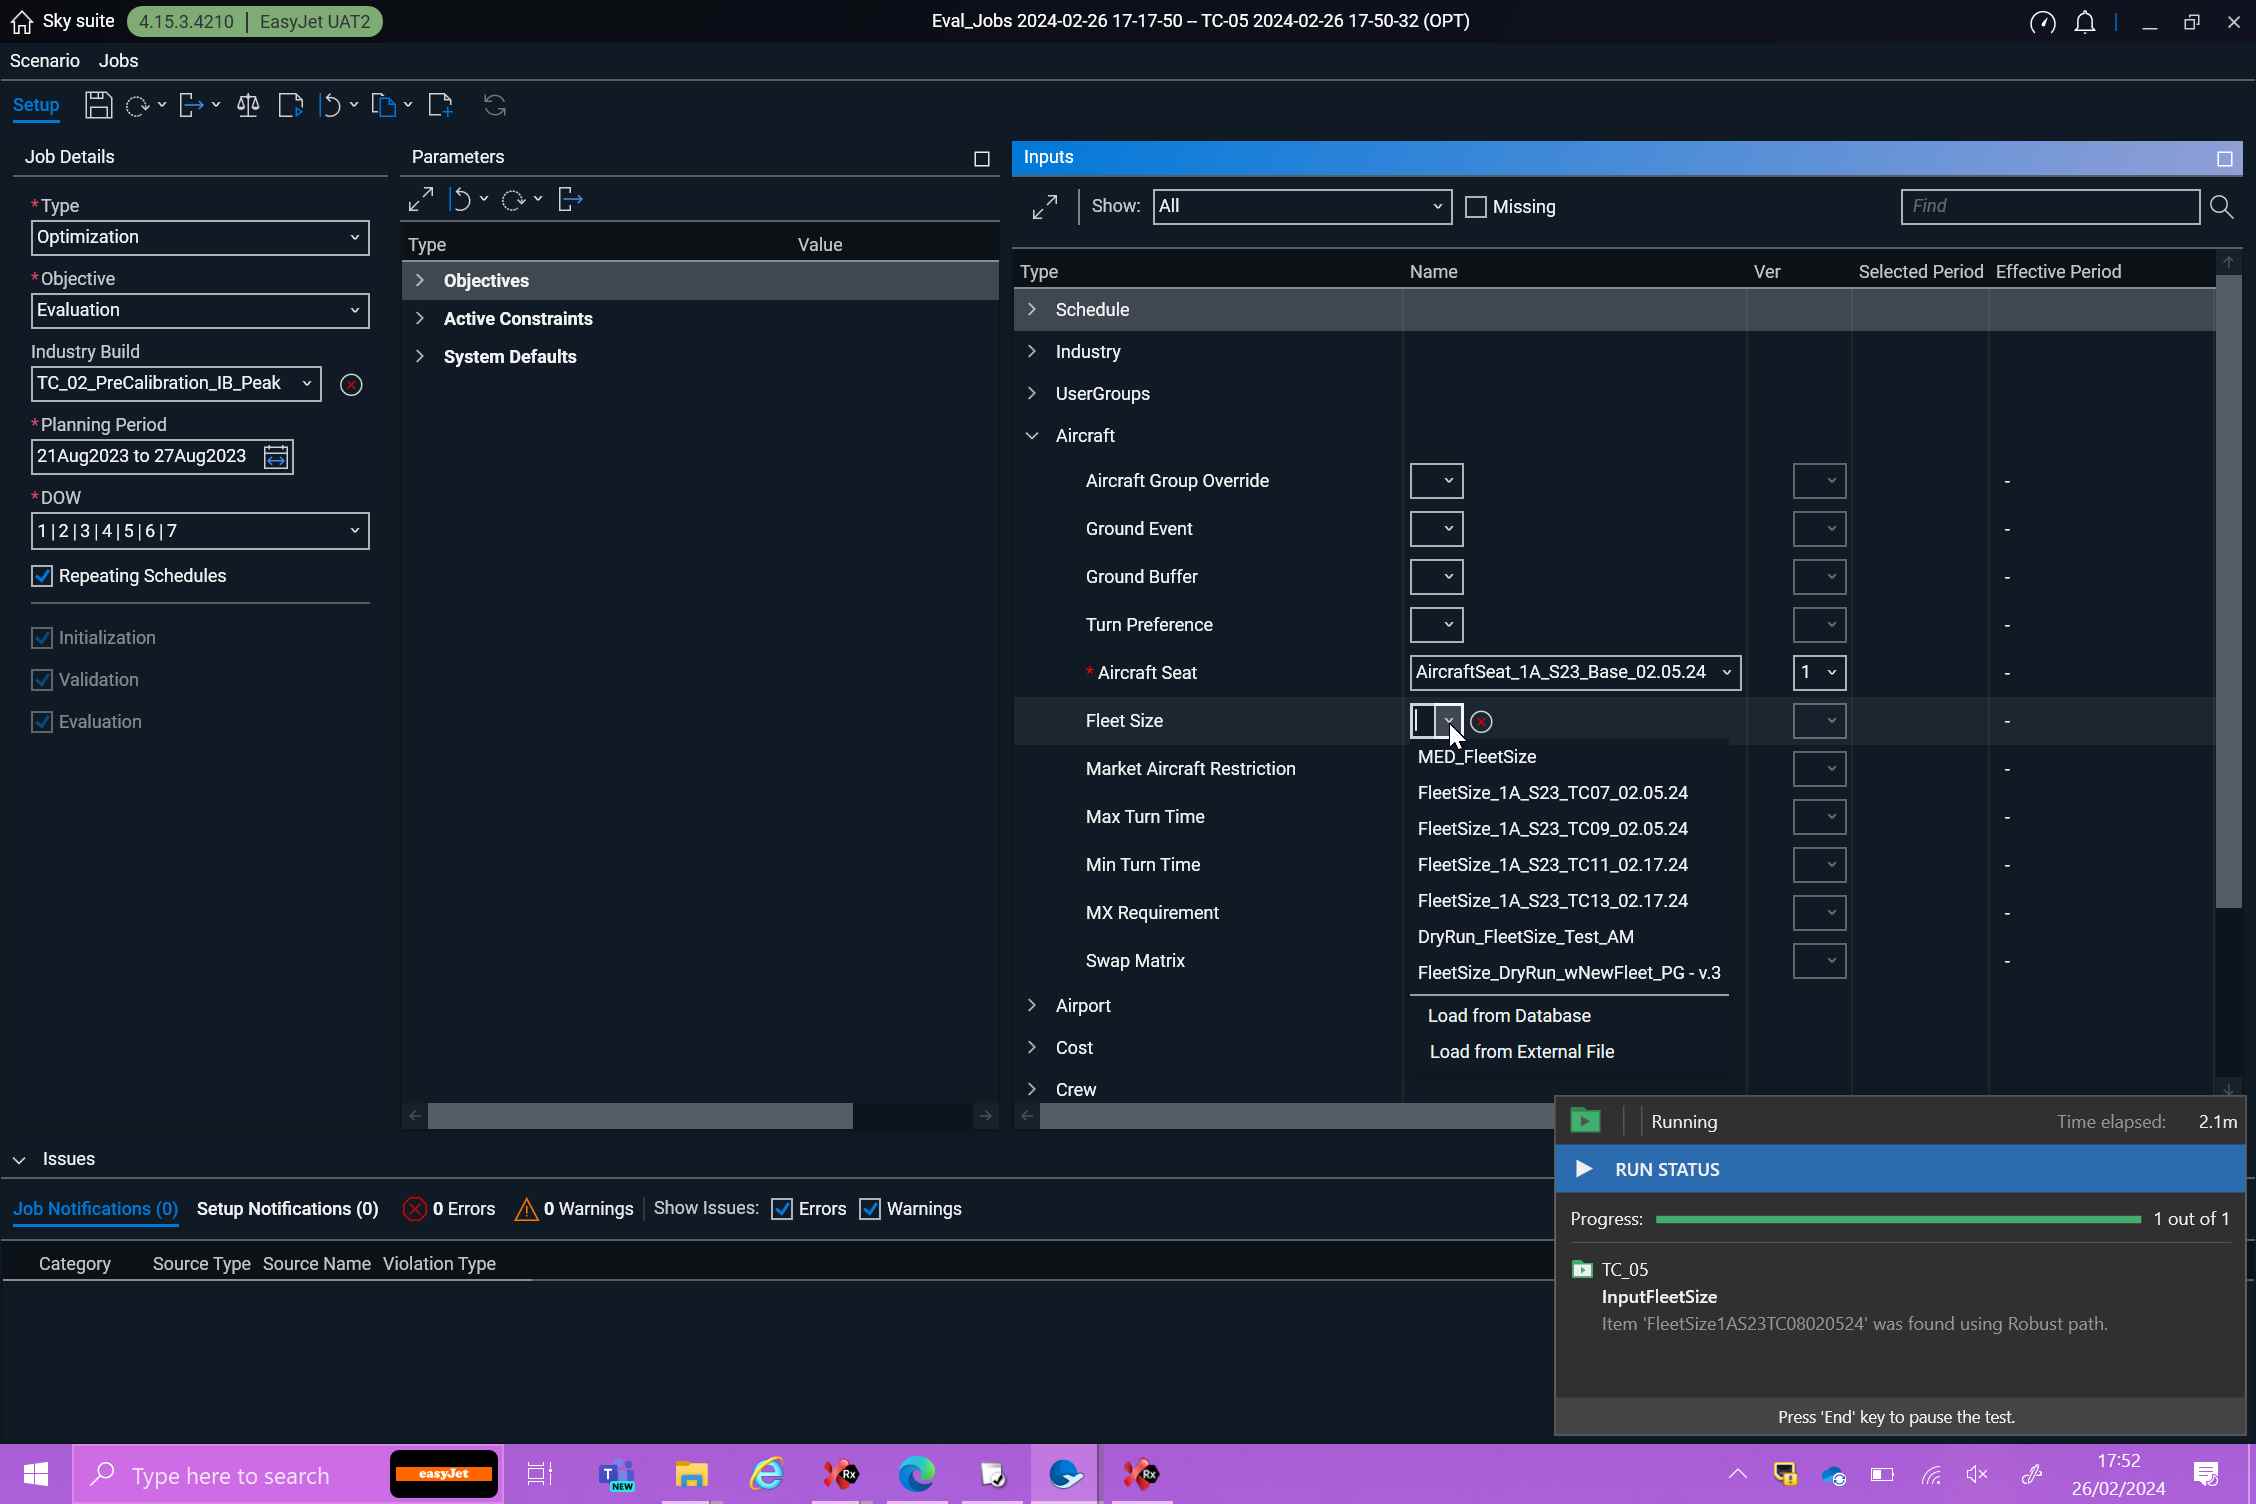 Sky suite 4.15.3.4210 | EasyJet UAT2 Eval_Jobs 2024-02-26 17-17-50 -- TC-05 2024-02-26 17-50-32 (OPT)
Scenario Jobs
Setup
Job Details
*Type
Optimization
*Objective
Evaluation
Industry Build
TC_02_PreCalibration_IB_Peak
*Planning Period
21Aug2023 to 27Aug2023
*DOW
1|2|3|4|5|6|7
Repeating Schedules
Initialization
Validation
Evaluation
Parameters
Type Value
Objectives
Active Constraints
System Defaults
Inputs
Show: All Missing Find
Type Name Ver Selected Period Effective Period
Schedule
Industry
UserGroups
Aircraft
Aircraft Group Override -
Ground Event -
Ground Buffer -
Turn Preference -
* Aircraft Seat AircraftSeat_1A_S23_Base_02.05.24 1 -
Fleet Size -
Market Aircraft Restriction -
Max Turn Time -
Min Turn Time -
MX Requirement -
Swap Matrix -
MED_FleetSize
FleetSize_1A_S23_TC07_02.05.24
FleetSize_1A_S23_TC09_02.05.24
FleetSize_1A_S23_TC11_02.17.24
FleetSize_1A_S23_TC13_02.17.24
DryRun_FleetSize_Test_AM
FleetSize_DryRun_wNewFleet_PG - v.3
Load from Database
Load from External File
Airport
Cost
Crew
Issues
Job Notifications (0) Setup Notifications (0) 0 Errors 0 Warnings Show Issues: Errors Warnings
Category Source Type Source Name Violation Type
Running Time elapsed: 2.1m
RUN STATUS
Progress: 1 out of 1
TC_05
InputFleetSize
Item 'FleetSize1AS23TC08020524' was found using Robust path.
Press 'End' key to pause the test.
Type here to search
easyJet
T NEW
Rx
Rx
17:52
26/02/2024